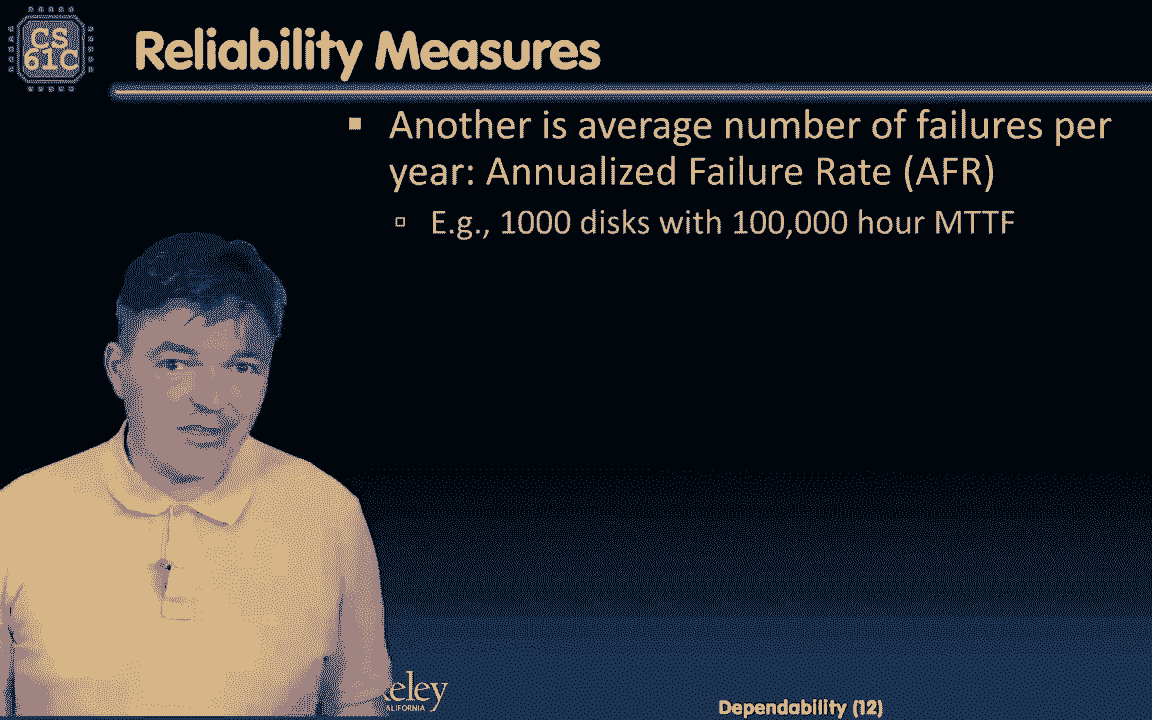 CS
61C
Reliability Measures
▪ Another is average number of failures per
year: Annualized Failure Rate (AFR)
▫ E.g., 1000 disks with 100,000 hour MTTF
Dependability (12)